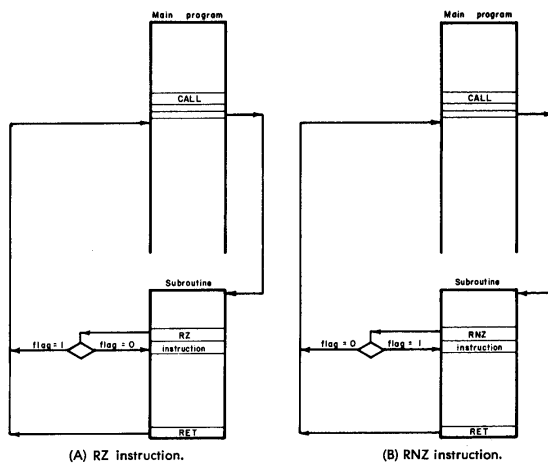 Main program
CALL
Subroutine
RZ
flag = 1
flag = 0
instruction
RET
(A) RZ instruction.
Main program
CALL
Subroutine
RNZ
flag = 0
flag = 1
instruction
RET
(B) RNZ instruction.